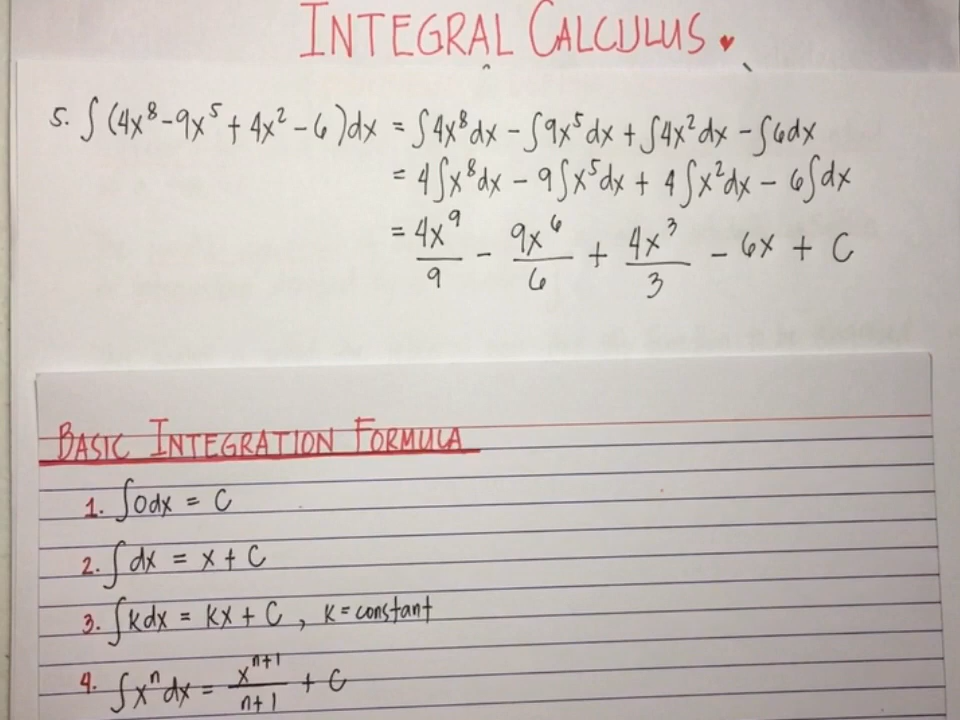 INTEGRAL CALCULUS ♥
5. ∫(4x⁸ - 9x⁵ + 4x² - 6)dx = ∫4x⁸dx - ∫9x⁵dx + ∫4x²dx - ∫6dx
= 4∫x⁸dx - 9∫x⁵dx + 4∫x²dx - 6∫dx
= 4x⁹/9 - 9x⁶/6 + 4x³/3 - 6x + C
BASIC INTEGRATION FORMULA
1. ∫0dx = C
2. ∫dx = x + C
3. ∫kdx = kx + C, k = constant
4. ∫xⁿdx = xⁿ⁺¹/n+1 + C